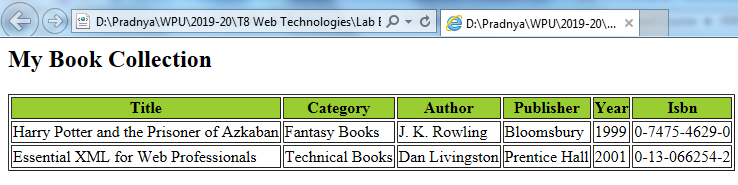 D:\Pradnya\WPU\2019-20\T8 Web Technologies\Lab E D:\Pradnya\WPU\2019-20\...
My Book Collection
Title Category Author Publisher Year Isbn
Harry Potter and the Prisoner of Azkaban Fantasy Books J. K. Rowling Bloomsbury 1999 0-7475-4629-0
Essential XML for Web Professionals Technical Books Dan Livingston Prentice Hall 2001 0-13-066254-2